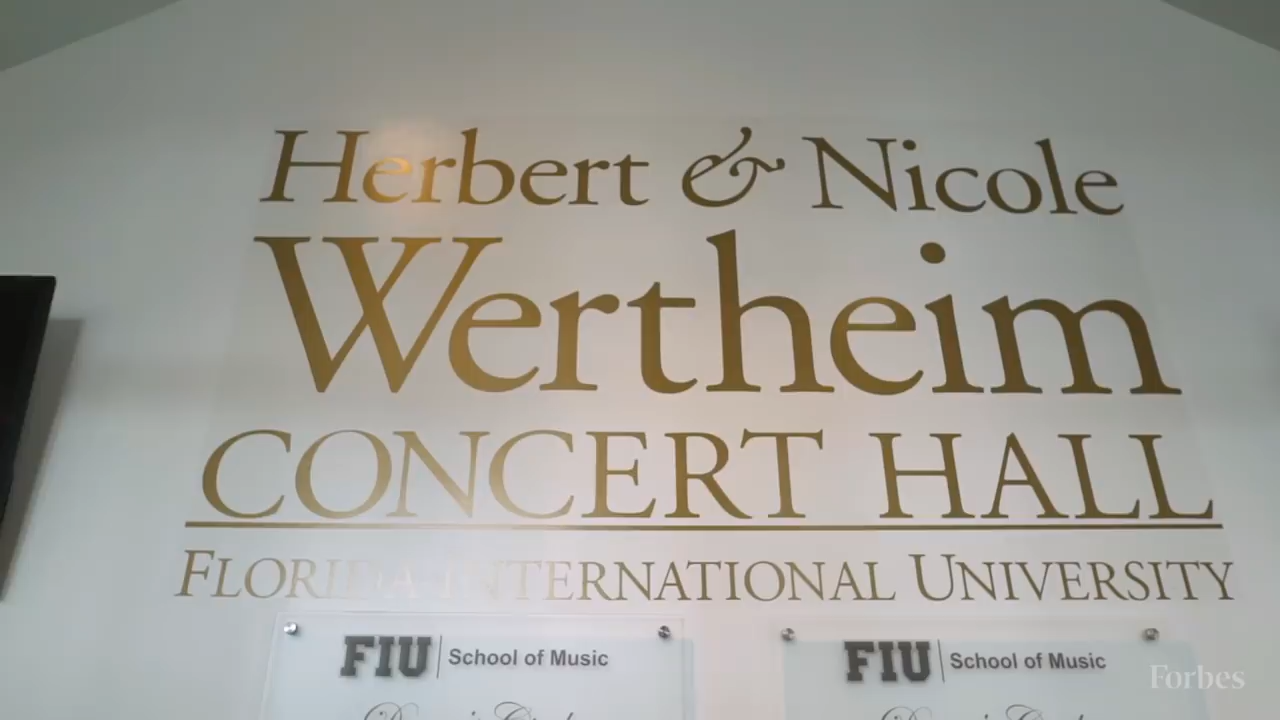 Herbert & Nicole
Wertheim
CONCERT HALL
FLORIDA INTERNATIONAL UNIVERSITY
FIU School of Music
FIU School of Music
Forbes